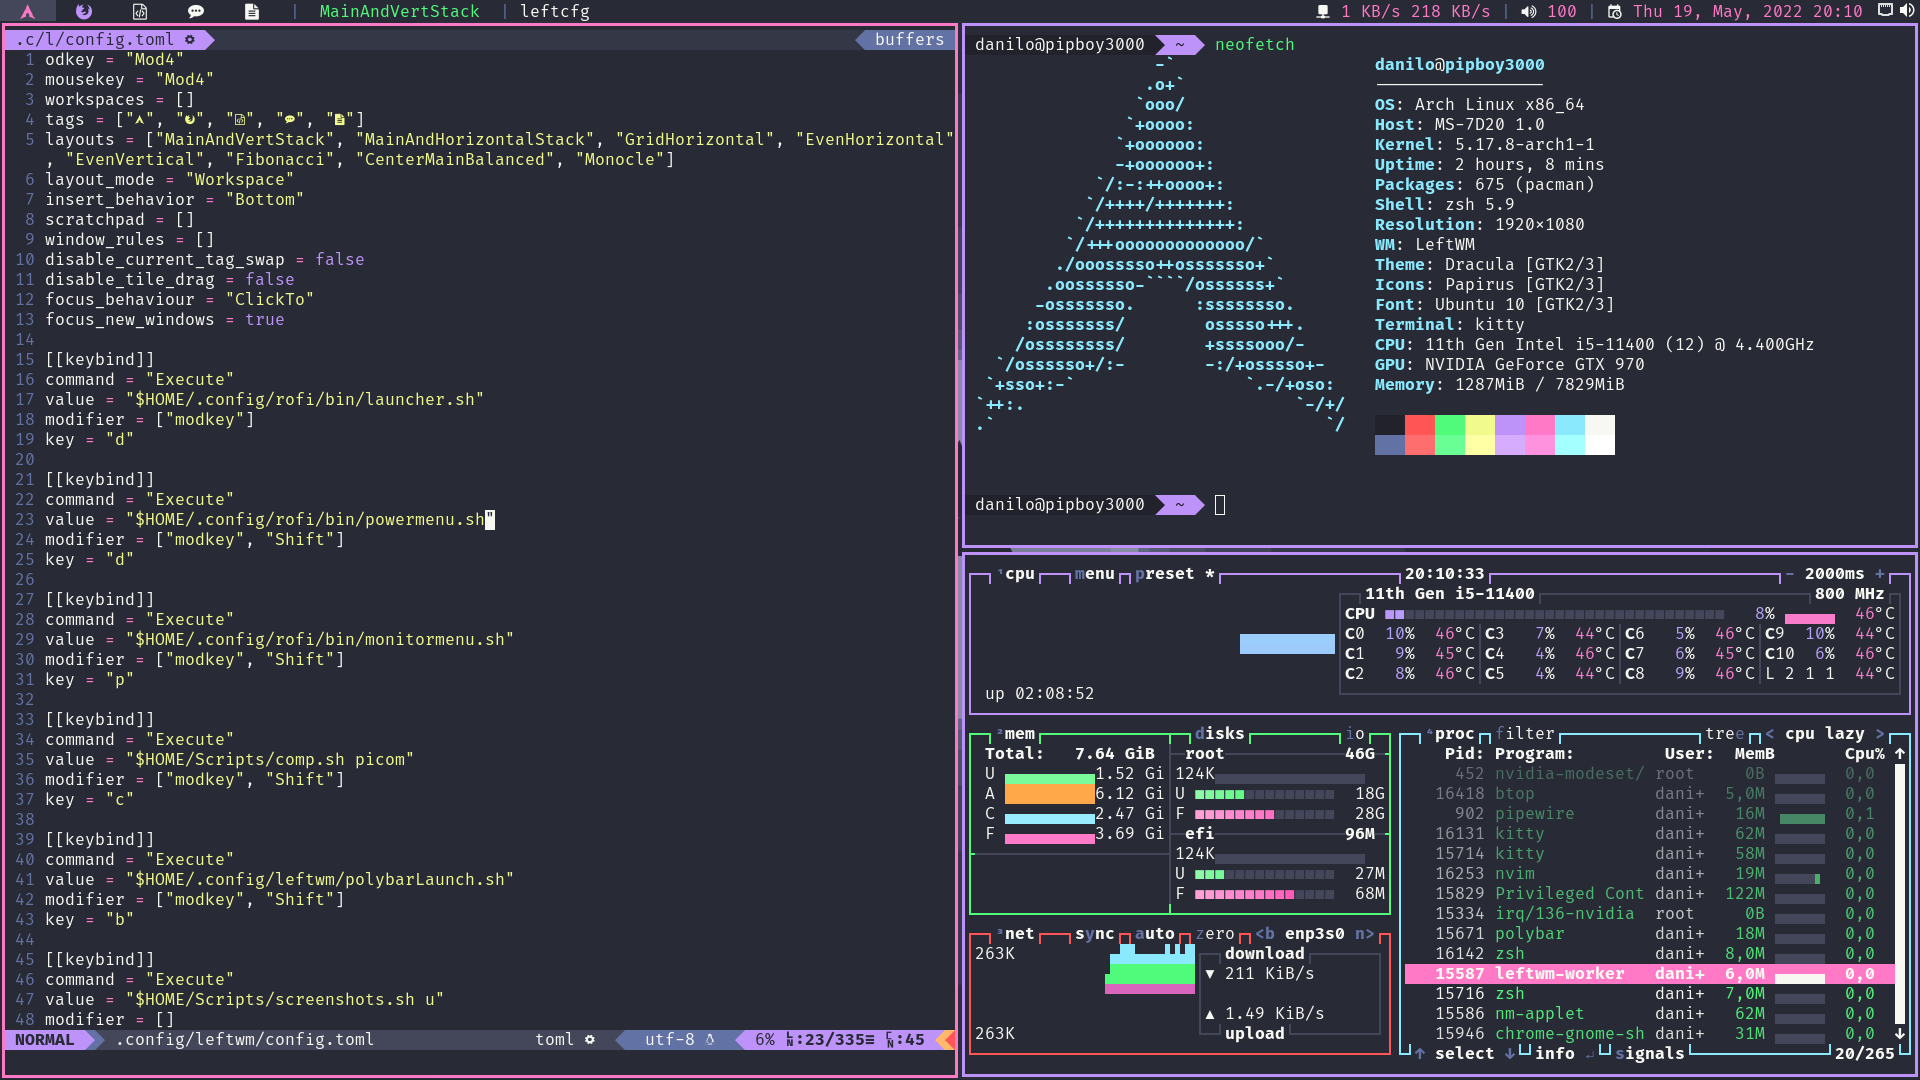 MainAndVertStack | leftcfg
1 KB/s 218 KB/s | 100 | Thu 19, May, 2022 20:10
.c/l/config.toml
buffers
1 odkey = "Mod4"
2 mousekey = "Mod4"
3 workspaces = []
4 tags = ["", "", "", "", ""]
5 layouts = ["MainAndVertStack", "MainAndHorizontalStack", "GridHorizontal", "EvenHorizontal"
, "EvenVertical", "Fibonacci", "CenterMainBalanced", "Monocle"]
6 layout_mode = "Workspace"
7 insert_behavior = "Bottom"
8 scratchpad = []
9 window_rules = []
10 disable_current_tag_swap = false
11 disable_tile_drag = false
12 focus_behaviour = "ClickTo"
13 focus_new_windows = true
14
15 [[keybind]]
16 command = "Execute"
17 value = "$HOME/.config/rofi/bin/launcher.sh"
18 modifier = ["modkey"]
19 key = "d"
20
21 [[keybind]]
22 command = "Execute"
23 value = "$HOME/.config/rofi/bin/powermenu.sh"
24 modifier = ["modkey", "Shift"]
25 key = "d"
26
27 [[keybind]]
28 command = "Execute"
29 value = "$HOME/.config/rofi/bin/monitormenu.sh"
30 modifier = ["modkey", "Shift"]
31 key = "p"
32
33 [[keybind]]
34 command = "Execute"
35 value = "$HOME/Scripts/comp.sh picom"
36 modifier = ["modkey", "Shift"]
37 key = "c"
38
39 [[keybind]]
40 command = "Execute"
41 value = "$HOME/.config/leftwm/polybarLaunch.sh"
42 modifier = ["modkey", "Shift"]
43 key = "b"
44
45 [[keybind]]
46 command = "Execute"
47 value = "$HOME/Scripts/screenshots.sh u"
48 modifier = []
NORMAL .config/leftwm/config.toml toml utf-8 6% :23/335 :45
danilo@pipboy3000 ~ neofetch
danilo@pipboy3000
-----------------
OS: Arch Linux x86_64
Host: MS-7D20 1.0
Kernel: 5.17.8-arch1-1
Uptime: 2 hours, 8 mins
Packages: 675 (pacman)
Shell: zsh 5.9
Resolution: 1920×1080
WM: LeftWM
Theme: Dracula [GTK2/3]
Icons: Papirus [GTK2/3]
Font: Ubuntu 10 [GTK2/3]
Terminal: kitty
CPU: 11th Gen Intel i5-11400 (12) @ 4.400GHz
GPU: NVIDIA GeForce GTX 970
Memory: 1287MiB / 7829MiB
danilo@pipboy3000 ~
¹cpu menu preset * 20:10:33 - 2000ms +
11th Gen i5-11400 800 MHz
CPU 8% 46°C
C0 10% 46°C C3 7% 44°C C6 5% 46°C C9 10% 44°C
C1 9% 45°C C4 4% 46°C C7 6% 45°C C10 6% 46°C
C2 8% 46°C C5 4% 44°C C8 9% 46°C L 2 1 1 44°C
up 02:08:52
²mem
Total: 7.64 GiB
U 1.52 Gi
A 6.12 Gi
C 2.47 Gi
F 3.69 Gi
disks io
root 46G
124K
U 18G
F 28G
efi 96M
124K
U 27M
F 68M
³net sync auto zero <b enp3s0 n>
263K
download
▼ 211 KiB/s
▲ 1.49 KiB/s
263K
upload
⁴proc filter tree < cpu lazy >
Pid: Program: User: MemB Cpu% ↑
452 nvidia-modeset/ root 0B 0,0
16418 btop dani+ 5,0M 0,0
902 pipewire dani+ 16M 0,1
16131 kitty dani+ 62M 0,0
15714 kitty dani+ 58M 0,0
16253 nvim dani+ 19M 0,0
15829 Privileged Cont dani+ 122M 0,0
15334 irq/136-nvidia root 0B 0,0
15671 polybar dani+ 18M 0,0
16142 zsh dani+ 8,0M 0,0
15587 leftwm-worker dani+ 6,0M 0,0
15716 zsh dani+ 7,0M 0,0
15586 nm-applet dani+ 62M 0,0
15946 chrome-gnome-sh dani+ 31M 0,0 ↓
↑ select ↓ info ↵ signals 20/265